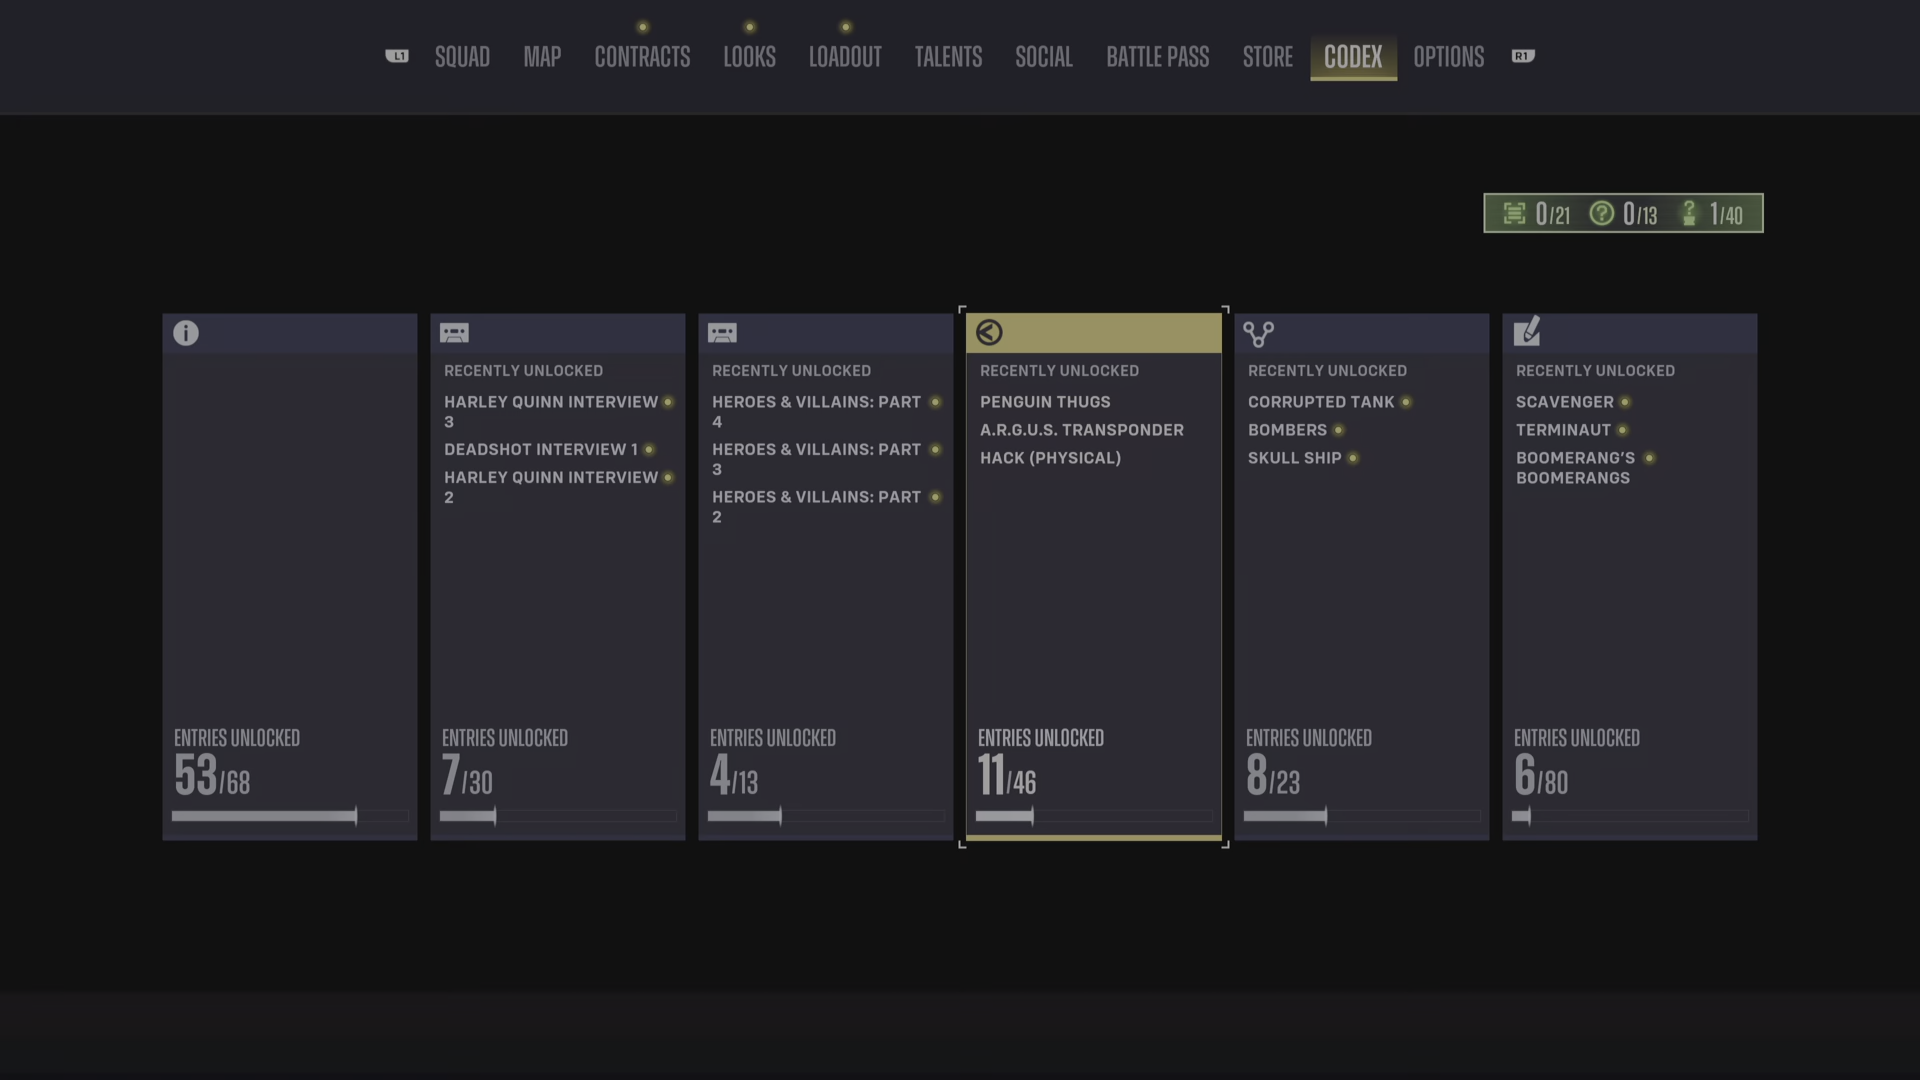 L1 SQUAD MAP CONTRACTS LOOKS LOADOUT TALENTS SOCIAL BATTLE PASS STORE CODEX OPTIONS R1
0/21 0/13 1/40
ENTRIES UNLOCKED
53/68
RECENTLY UNLOCKED
HARLEY QUINN INTERVIEW
3
DEADSHOT INTERVIEW 1
HARLEY QUINN INTERVIEW
2
ENTRIES UNLOCKED
7/30
RECENTLY UNLOCKED
HEROES & VILLAINS: PART
4
HEROES & VILLAINS: PART
3
HEROES & VILLAINS: PART
2
ENTRIES UNLOCKED
4/13
RECENTLY UNLOCKED
PENGUIN THUGS
A.R.G.U.S. TRANSPONDER
HACK (PHYSICAL)
ENTRIES UNLOCKED
11/46
RECENTLY UNLOCKED
CORRUPTED TANK
BOMBERS
SKULL SHIP
ENTRIES UNLOCKED
8/23
RECENTLY UNLOCKED
SCAVENGER
TERMINAUT
BOOMERANG'S
BOOMERANGS
ENTRIES UNLOCKED
6/80